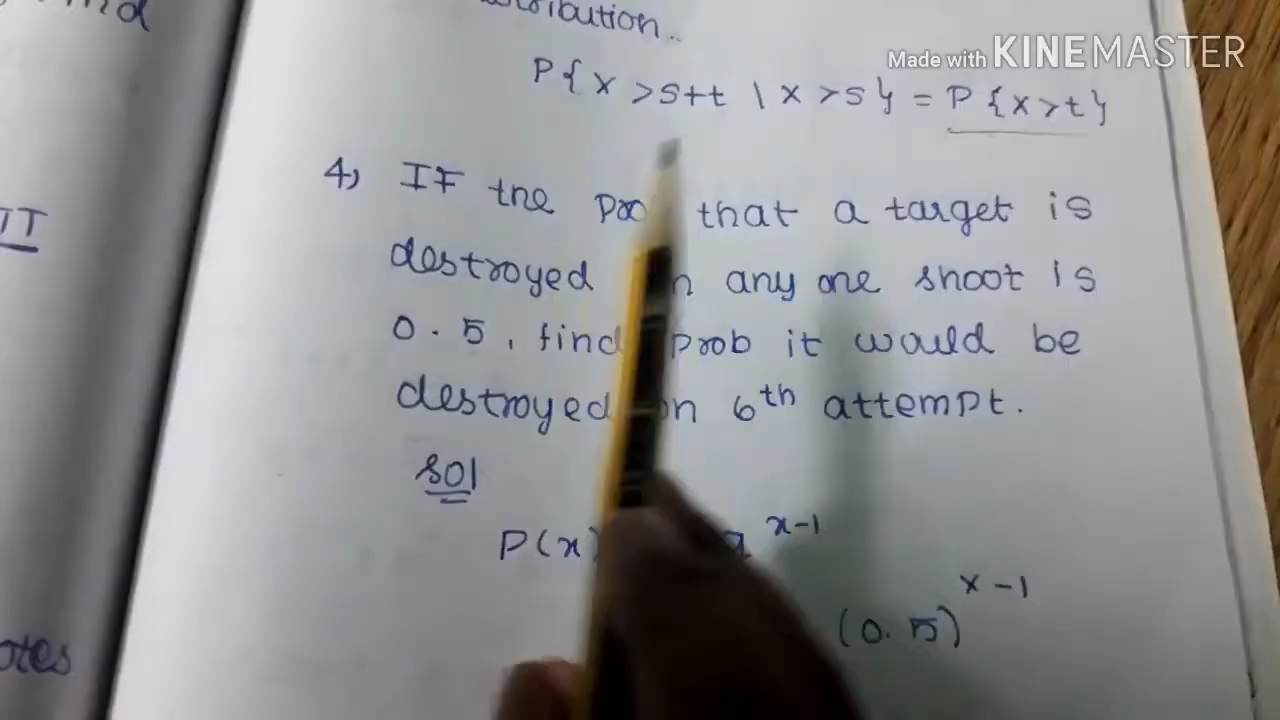 Made with KINEMASTER
P{x >s+t \ x >s} = P {x>t}
4) IF the that a target is
destroyed any one shoot is
0.5, find prob it would be
destroyed on 6th attempt.
Sol
P(x) q x-1
(0.5) x-1